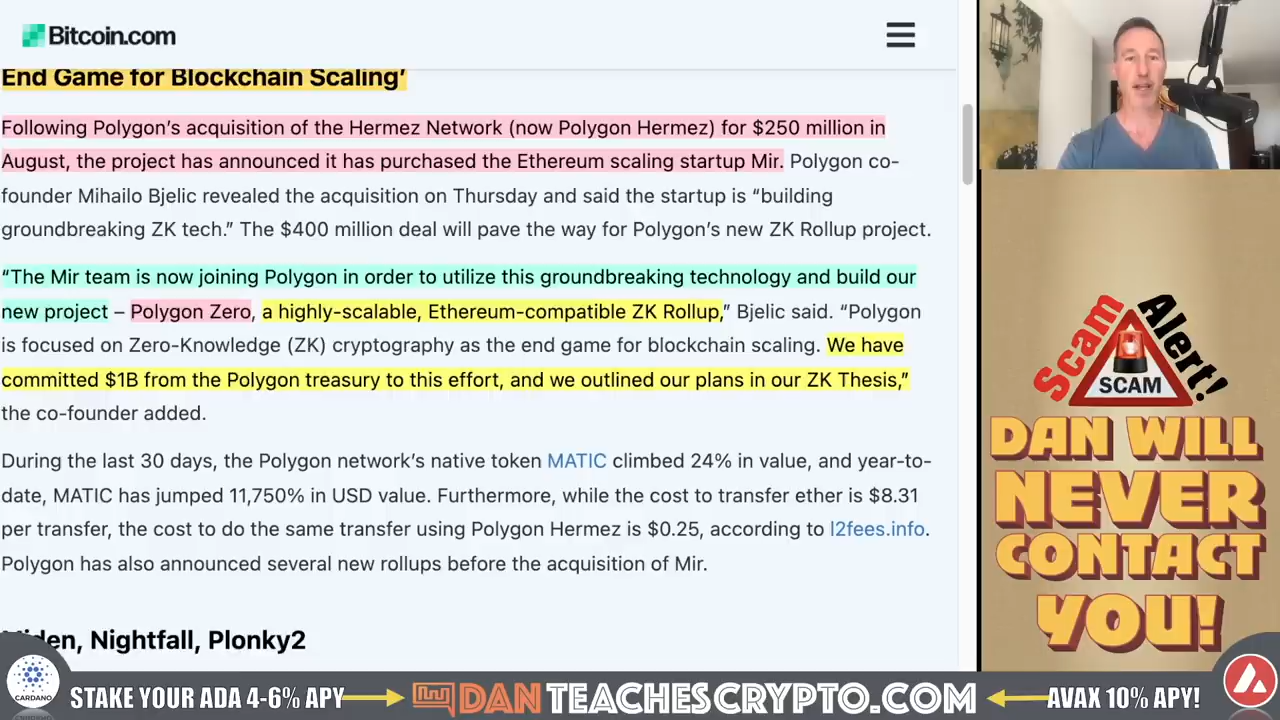 Bitcoin.com
End Game for Blockchain Scaling’
Following Polygon’s acquisition of the Hermez Network (now Polygon Hermez) for $250 million in
August, the project has announced it has purchased the Ethereum scaling startup Mir. Polygon co-
founder Mihailo Bjelic revealed the acquisition on Thursday and said the startup is “building
groundbreaking ZK tech.” The $400 million deal will pave the way for Polygon’s new ZK Rollup project.
“The Mir team is now joining Polygon in order to utilize this groundbreaking technology and build our
new project – Polygon Zero, a highly-scalable, Ethereum-compatible ZK Rollup,” Bjelic said. “Polygon
is focused on Zero-Knowledge (ZK) cryptography as the end game for blockchain scaling. We have
committed $1B from the Polygon treasury to this effort, and we outlined our plans in our ZK Thesis,”
the co-founder added.
During the last 30 days, the Polygon network’s native token MATIC climbed 24% in value, and year-to-
date, MATIC has jumped 11,750% in USD value. Furthermore, while the cost to transfer ether is $8.31
per transfer, the cost to do the same transfer using Polygon Hermez is $0.25, according to l2fees.info.
Polygon has also announced several new rollups before the acquisition of Mir.
Nightfall, Plonky2
Scam Alert!
SCAM
DAN WILL
NEVER
CONTACT
YOU!
CARDANO
STAKE YOUR ADA 4-6% APY
DANTEACHESCRYPTO.COM
AVAX 10% APY!